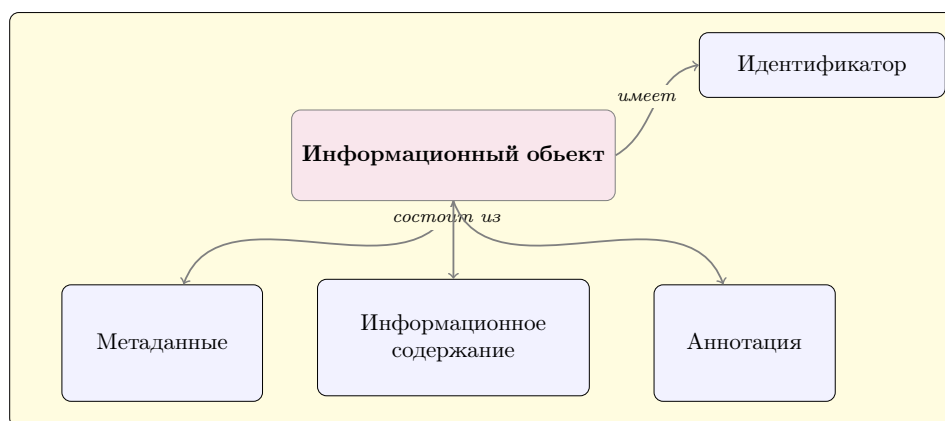 Идентификатор
имеет
Информационный обьект
состоит из
Метаданные
Информационное
содержание
Аннотация